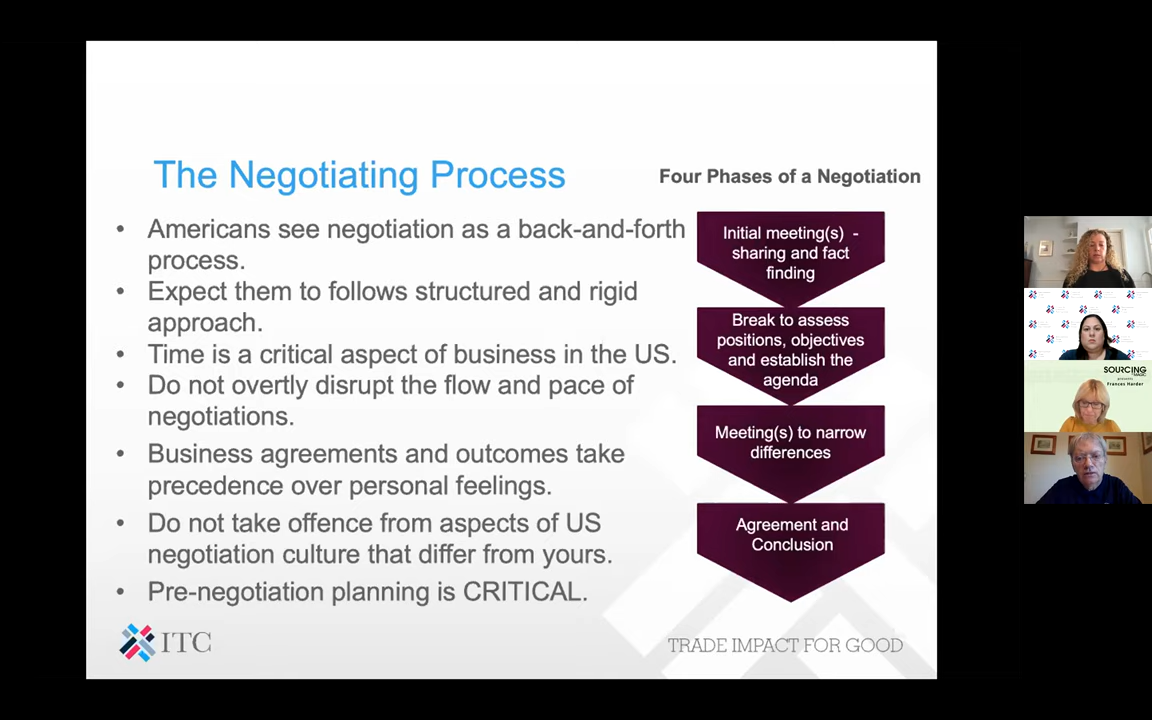 The Negotiating Process
• Americans see negotiation as a back-and-forth
process.
• Expect them to follows structured and rigid
approach.
• Time is a critical aspect of business in the US.
• Do not overtly disrupt the flow and pace of
negotiations.
• Business agreements and outcomes take
precedence over personal feelings.
• Do not take offence from aspects of US
negotiation culture that differ from yours.
• Pre-negotiation planning is CRITICAL.
Four Phases of a Negotiation
Initial meeting(s) -
sharing and fact
finding
Break to assess
positions, objectives
and establish the
agenda
Meeting(s) to narrow
differences
Agreement and
Conclusion
ITC
TRADE IMPACT FOR GOOD
SOURCING
Frances Harder